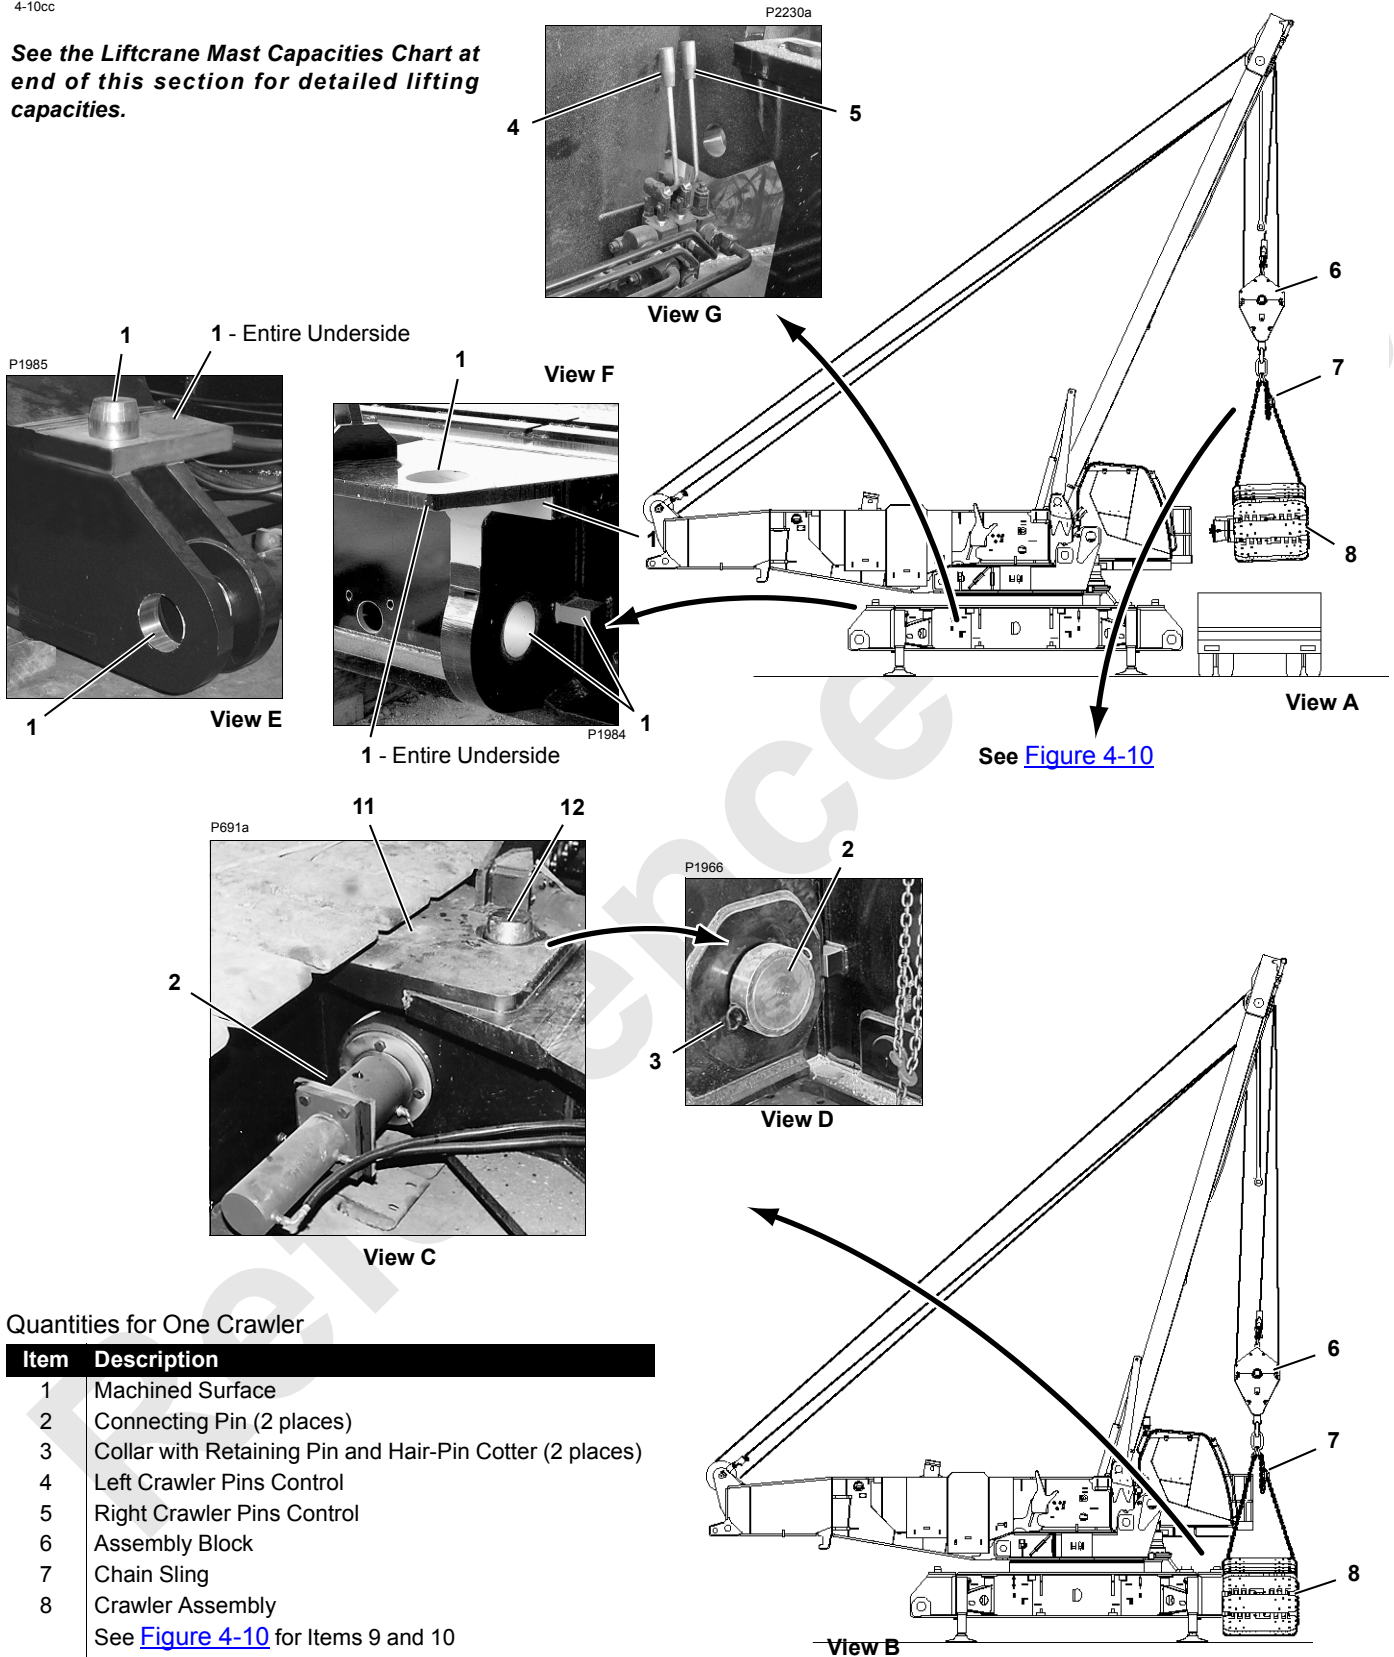 4-10cc
P2230a
See the Liftcrane Mast Capacities Chart at
end of this section for detailed lifting
capacities.
4
5
View G
6
7
8
View A
See Figure 4-10
1
1 - Entire Underside
P1985
1
View E
View F
1
1
1
P1984
1 - Entire Underside
11
12
P691a
2
View C
P1966
2
3
View D
6
7
8
View B
Quantities for One Crawler
Item Description
1 Machined Surface
2 Connecting Pin (2 places)
3 Collar with Retaining Pin and Hair-Pin Cotter (2 places)
4 Left Crawler Pins Control
5 Right Crawler Pins Control
6 Assembly Block
7 Chain Sling
8 Crawler Assembly
See Figure 4-10 for Items 9 and 10
Reference